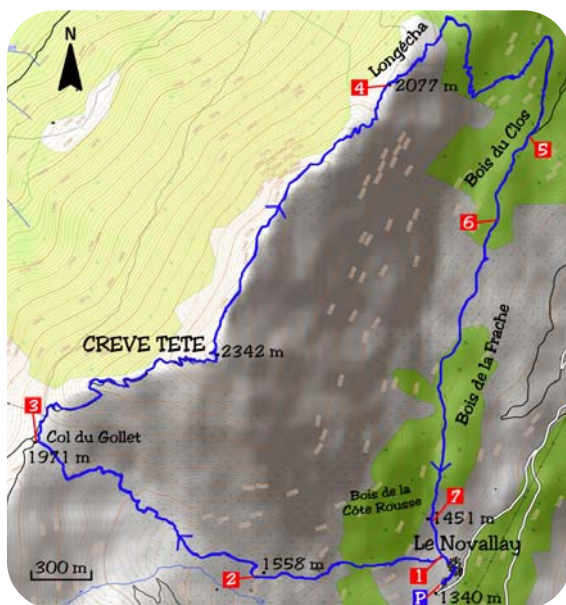 N
Longécha
4
2077 m
Bois du Clos
5
6
CREVE TETE
2342 m
Bois de la Frache
3
Col du Gollet
1971 m
7
Bois de la
Côte Rousse
1451 m
Le Novallay
1558 m
1
2
300 m
P
1340 m